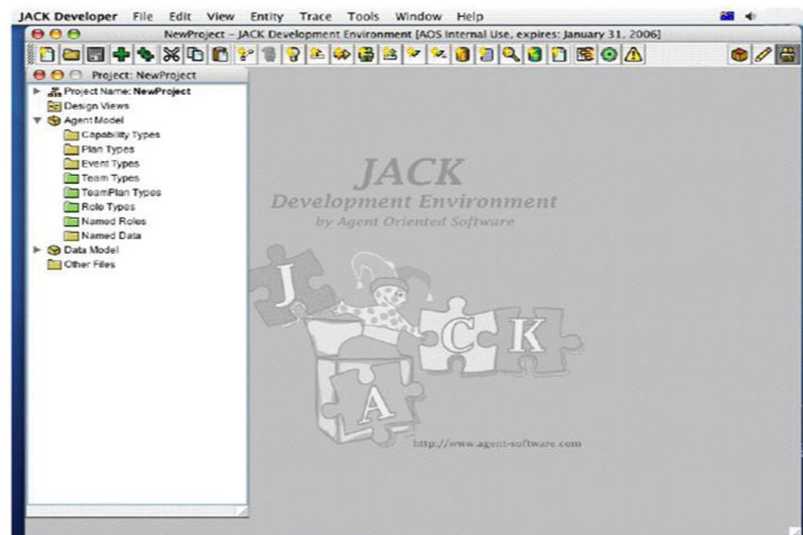 JACK Developer File Edit View Entity Trace Tools Window Help
NewProject - JACK Development Environment [AOS Internal Use, expires: January 31, 2006]
Project: NewProject
Project Name: NewProject
Design Views
Agent Model
Capability Types
Plan Types
Event Types
Team Types
TeamPlan Types
Role Types
Named Roles
Named Data
Data Model
Other Files
JACK
Development Environment
by Agent Oriented Software
J
C K
A
http://www.agent-software.com